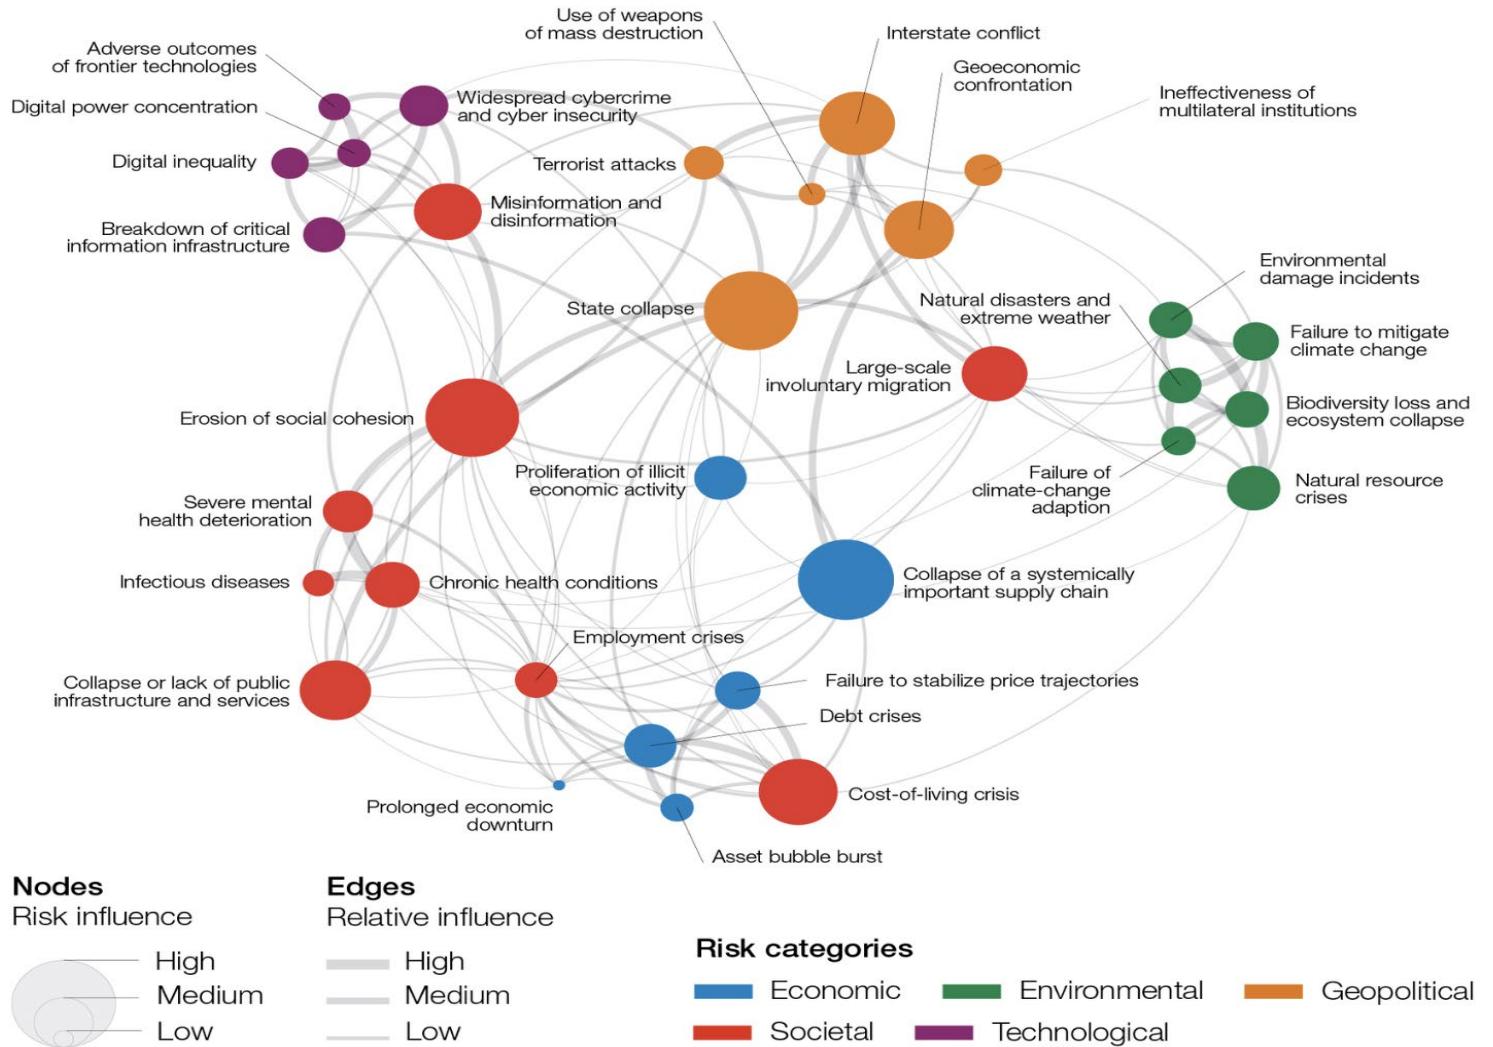 Use of weapons
of mass destruction
Interstate conflict
Adverse outcomes
of frontier technologies
Geoeconomic
confrontation
Digital power concentration
Widespread cybercrime
and cyber insecurity
Ineffectiveness of
multilateral institutions
Digital inequality
Terrorist attacks
Misinformation and
disinformation
Breakdown of critical
information infrastructure
Environmental
damage incidents
State collapse
Natural disasters and
extreme weather
Failure to mitigate
climate change
Large-scale
involuntary migration
Erosion of social cohesion
Biodiversity loss and
ecosystem collapse
Proliferation of illicit
economic activity
Failure of
climate-change
adaption
Natural resource
crises
Severe mental
health deterioration
Infectious diseases
Chronic health conditions
Collapse of a systemically
important supply chain
Employment crises
Collapse or lack of public
infrastructure and services
Failure to stabilize price trajectories
Debt crises
Prolonged economic
downturn
Cost-of-living crisis
Asset bubble burst
Nodes
Risk influence
High
Medium
Low
Edges
Relative influence
High
Medium
Low
Risk categories
Economic
Environmental
Geopolitical
Societal
Technological